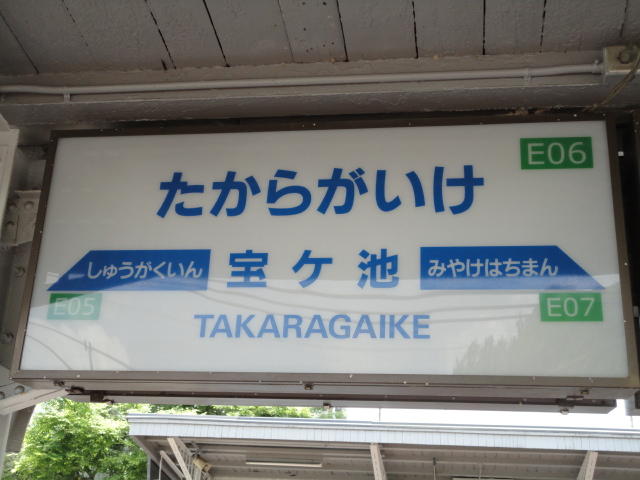 E06
たからがいけ
しゅうがくいん 宝ケ池 みやけはちまん
E05 E07
TAKARAGAIKE